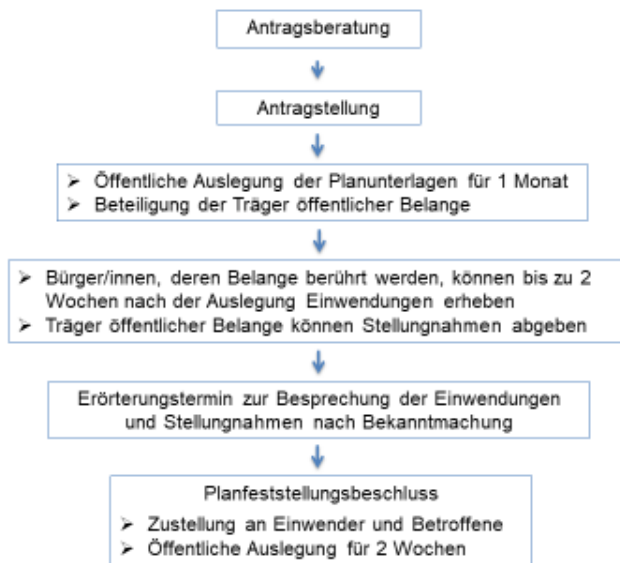 Antragsberatung
Antragstellung
➤ Öffentliche Auslegung der Planunterlagen für 1 Monat
➤ Beteiligung der Träger öffentlicher Belange
➤ Bürger/innen, deren Belange berührt werden, können bis zu 2
Wochen nach der Auslegung Einwendungen erheben
➤ Träger öffentlicher Belange können Stellungnahmen abgeben
Erörterungstermin zur Besprechung der Einwendungen
und Stellungnahmen nach Bekanntmachung
Planfeststellungsbeschluss
➤ Zustellung an Einwender und Betroffene
➤ Öffentliche Auslegung für 2 Wochen